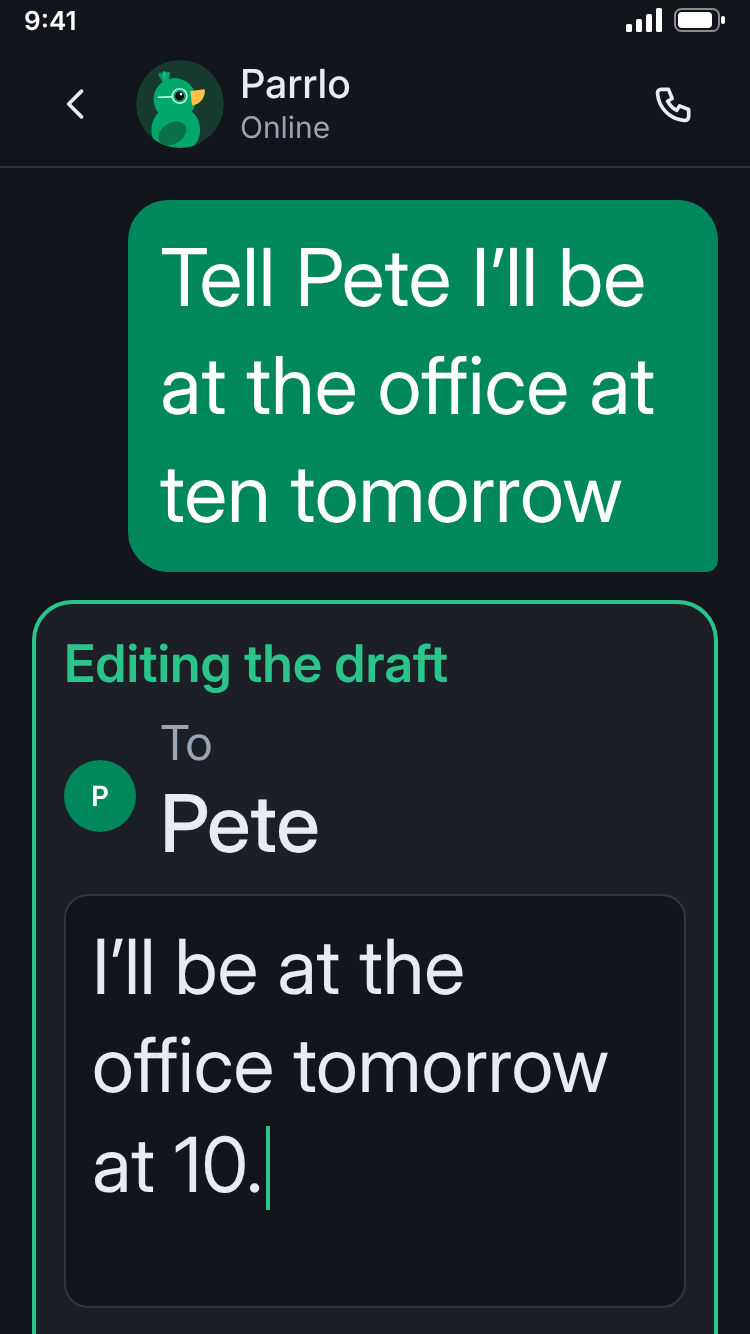 9:41
Parrlo
Online
Tell Pete I’ll be
at the office at
ten tomorrow
Editing the draft
To
P
Pete
I’ll be at the
office tomorrow
at 10.